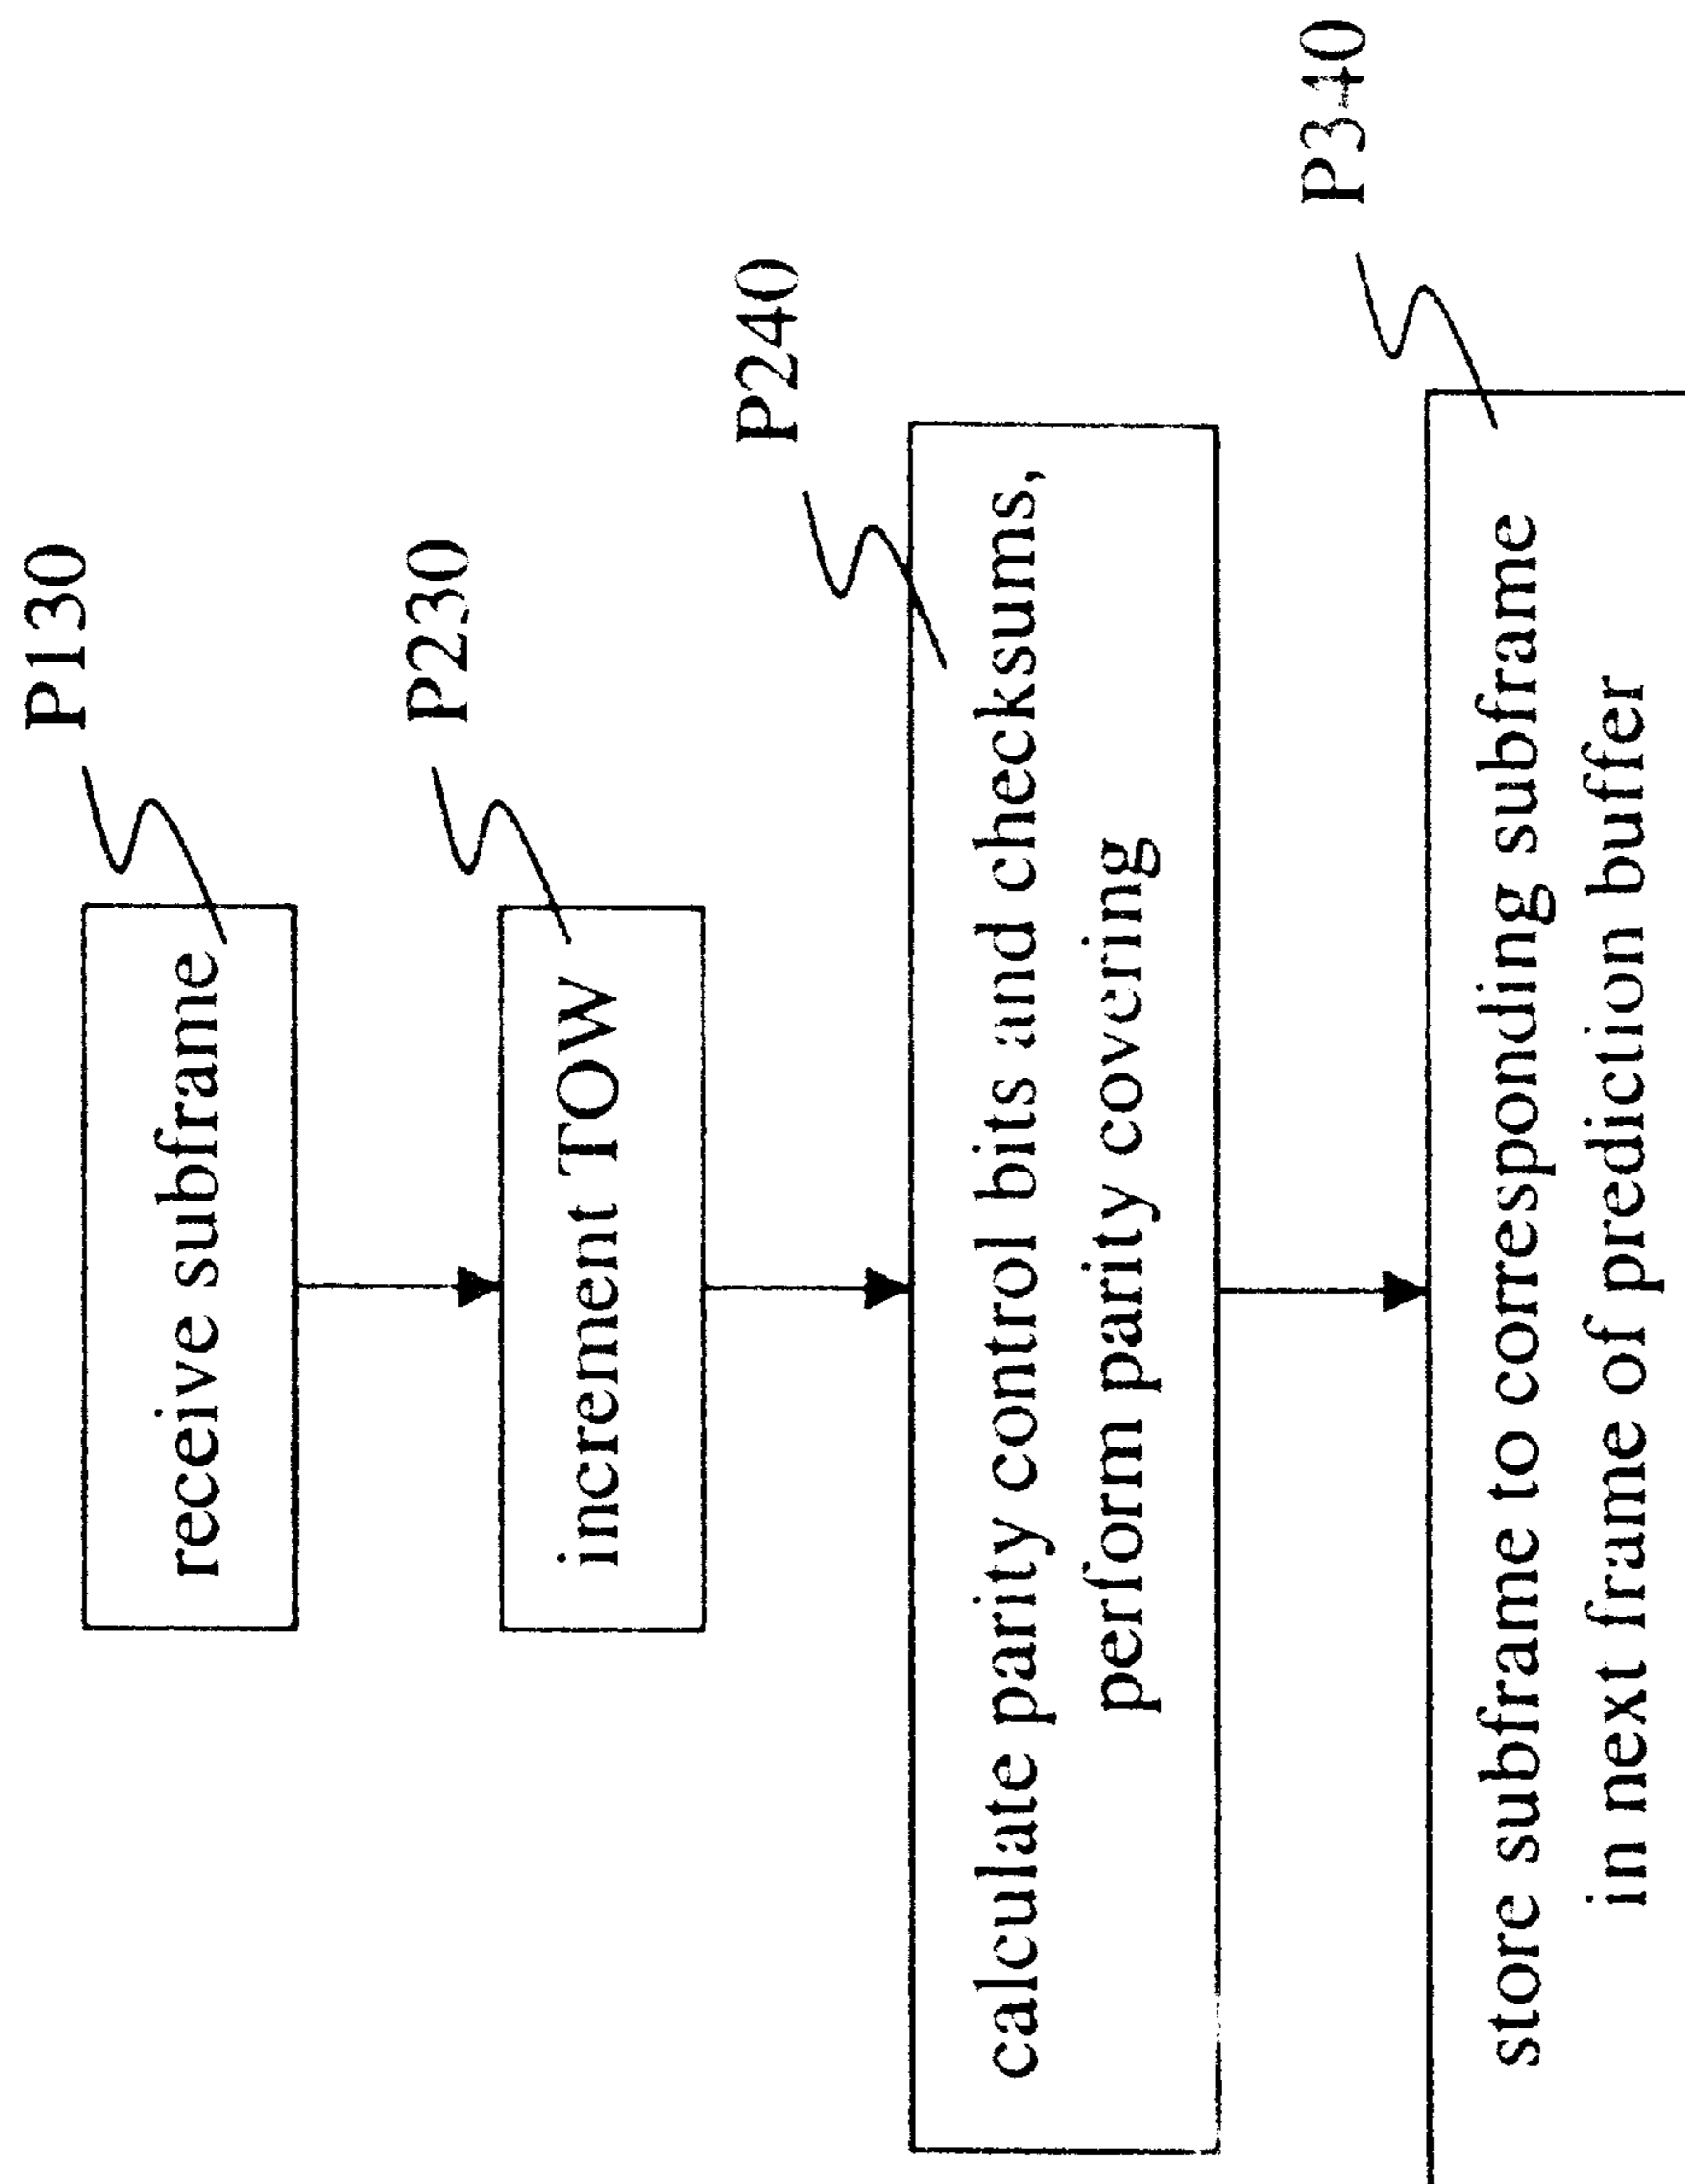 P130
receive subframe
P230
increment TOW
P240
calculate parity control bits and checksums,
perform parity covering
P340
store subframe to corresponding subframe
in next frame of prediction buffer